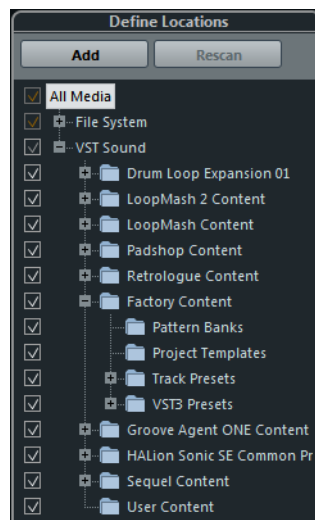 Define Locations
Add Rescan
All Media
File System
VST Sound
Drum Loop Expansion 01
LoopMash 2 Content
LoopMash Content
Padshop Content
Retrologue Content
Factory Content
Pattern Banks
Project Templates
Track Presets
VST3 Presets
Groove Agent ONE Content
HALion Sonic SE Common Pr
Sequel Content
User Content